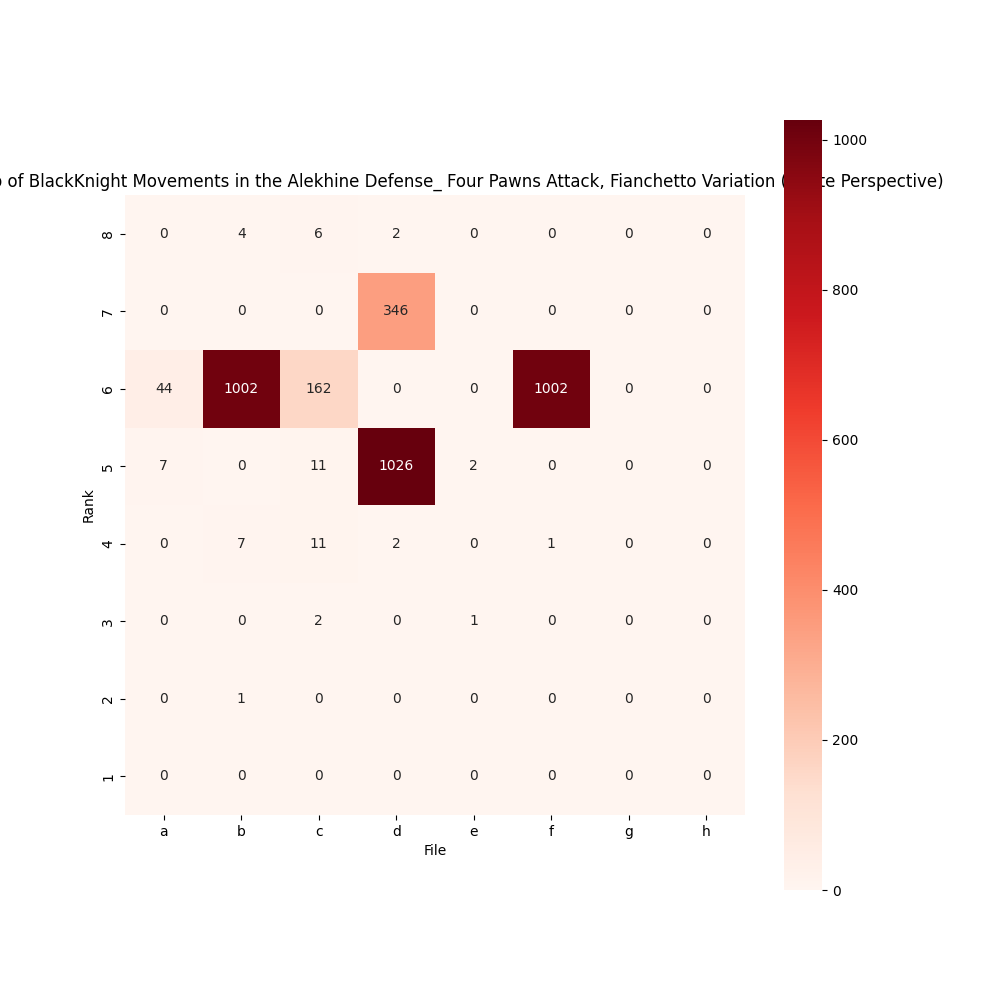 of BlackKnight Movements in the Alekhine Defense_ Four Pawns Attack, Fianchetto Variation ( Perspective)
1000
8 0 4 6 2 0 0 0 0
7 0 0 0 346 0 0 0 0
800
6 44 1002 162 0 0 1002 0 0
600
5 7 0 11 1026 2 0 0 0
Rank
4 0 7 11 2 0 1 0 0
400
3 0 0 2 0 1 0 0 0
2 0 1 0 0 0 0 0 0
200
1 0 0 0 0 0 0 0 0
a b c d e f g h
File
0